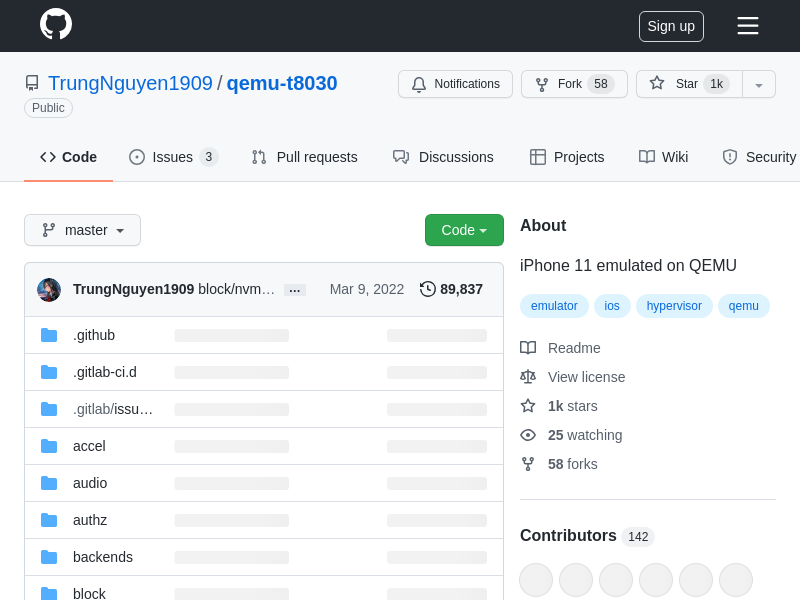 Sign up
TrungNguyen1909 / qemu-t8030
Public
Notifications
Fork 58
Star 1k
Code
Issues 3
Pull requests
Discussions
Projects
Wiki
Security
master
Code
TrungNguyen1909 block/nvm… … Mar 9, 2022 89,837
.github
.gitlab-ci.d
.gitlab/issu…
accel
audio
authz
backends
block
About
iPhone 11 emulated on QEMU
emulator ios hypervisor qemu
Readme
View license
1k stars
25 watching
58 forks
Contributors 142